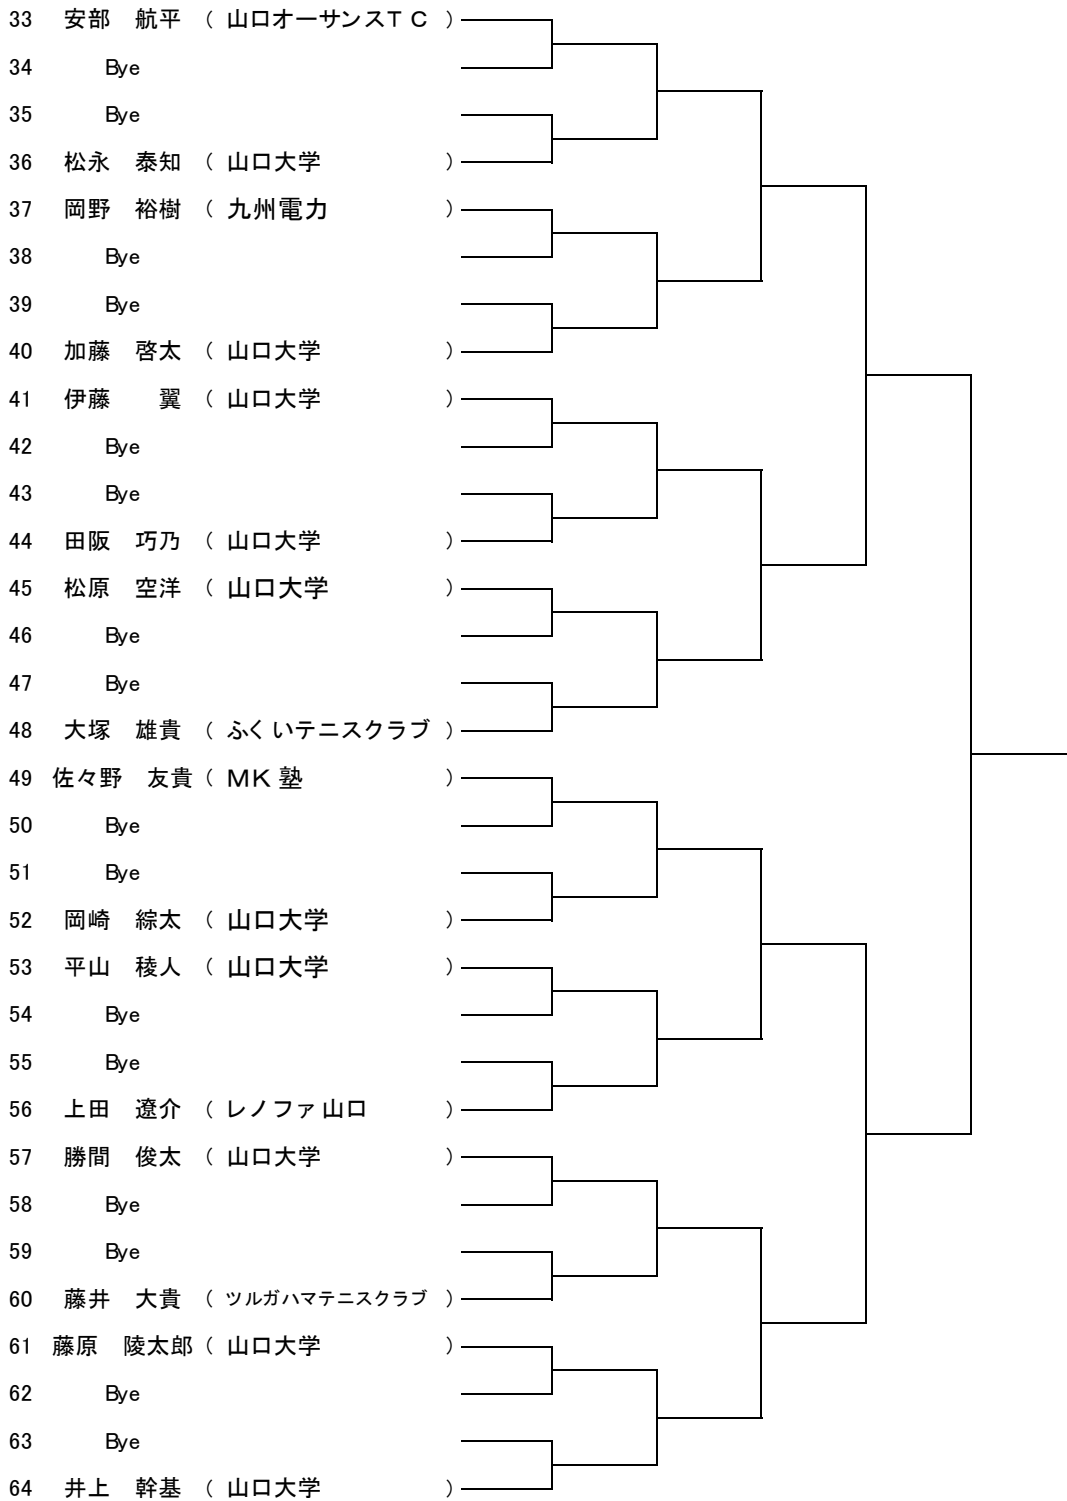 33 安部 航平 ( 山口オーサンスTC )
34 Bye
35 Bye
36 松永 泰知 ( 山口大学 )
37 岡野 裕樹 ( 九州電力 )
38 Bye
39 Bye
40 加藤 啓太 ( 山口大学 )
41 伊藤 翼 ( 山口大学 )
42 Bye
43 Bye
44 田阪 巧乃 ( 山口大学 )
45 松原 空洋 ( 山口大学 )
46 Bye
47 Bye
48 大塚 雄貴 ( ふくいテニスクラブ )
49 佐々野 友貴 ( MK塾 )
50 Bye
51 Bye
52 岡崎 綜太 ( 山口大学 )
53 平山 稜人 ( 山口大学 )
54 Bye
55 Bye
56 上田 遼介 ( レノファ山口 )
57 勝間 俊太 ( 山口大学 )
58 Bye
59 Bye
60 藤井 大貴 ( ツルガハマテニスクラブ )
61 藤原 陵太郎 ( 山口大学 )
62 Bye
63 Bye
64 井上 幹基 ( 山口大学 )